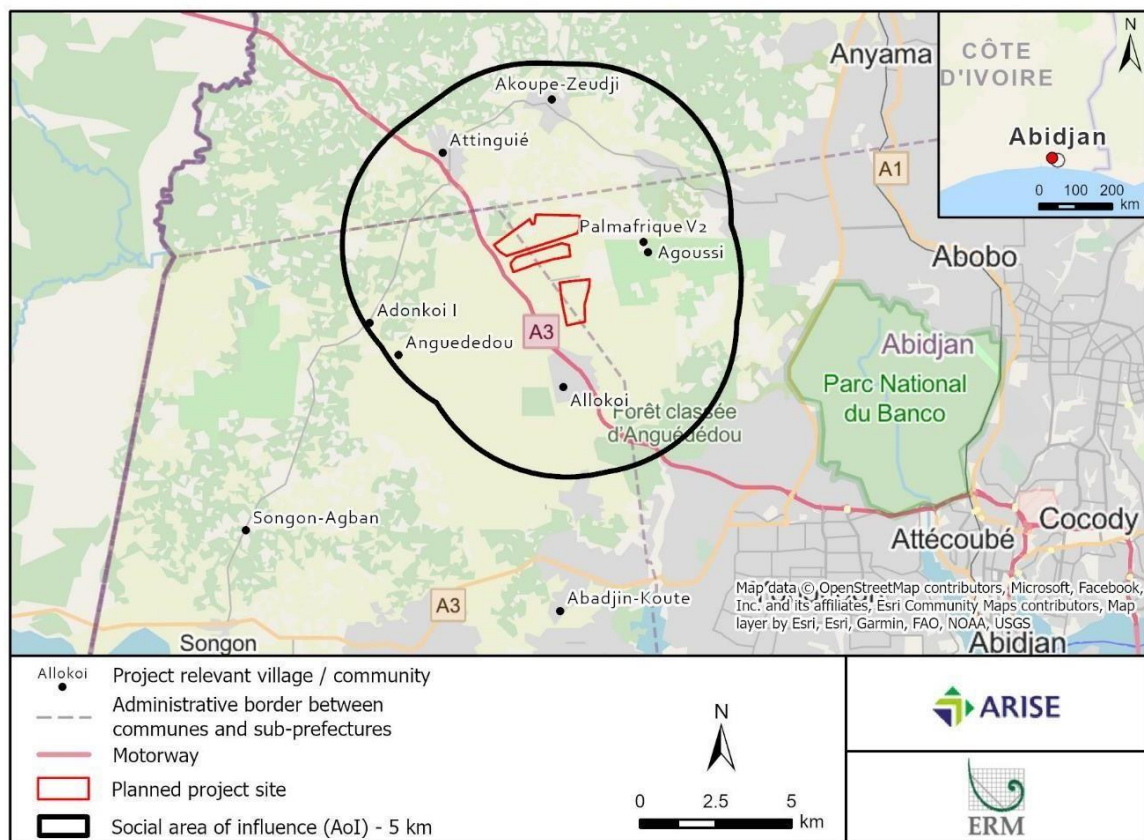 Anyama
N
CÔTE
D'IVOIRE
Abidjan
0 100 200
km
Akoupe-Zeudji
Attinguié
A1
Palmafrique V2
Agoussi
Abobo
Adonkoi I
Anguededou
A3
Abidjan
Parc National
du Banco
Allokoi
Forêt classée
d'Anguédédou
Songon-Agban
Attécoubé
Cocody
A3
Abadjin-Koute
Map data © OpenStreetMap contributors, Microsoft, Facebook,
Inc. and its affiliates, Esri Community Maps contributors, Map
layer by Esri, Esri, Garmin, FAO, NOAA, USGS
Songon
Abidjan
Allokoi
Project relevant village / community
Administrative border between
communes and sub-prefectures
Motorway
Planned project site
Social area of influence (AoI) - 5 km
N
0 2.5 5
km
ARISE
ERM